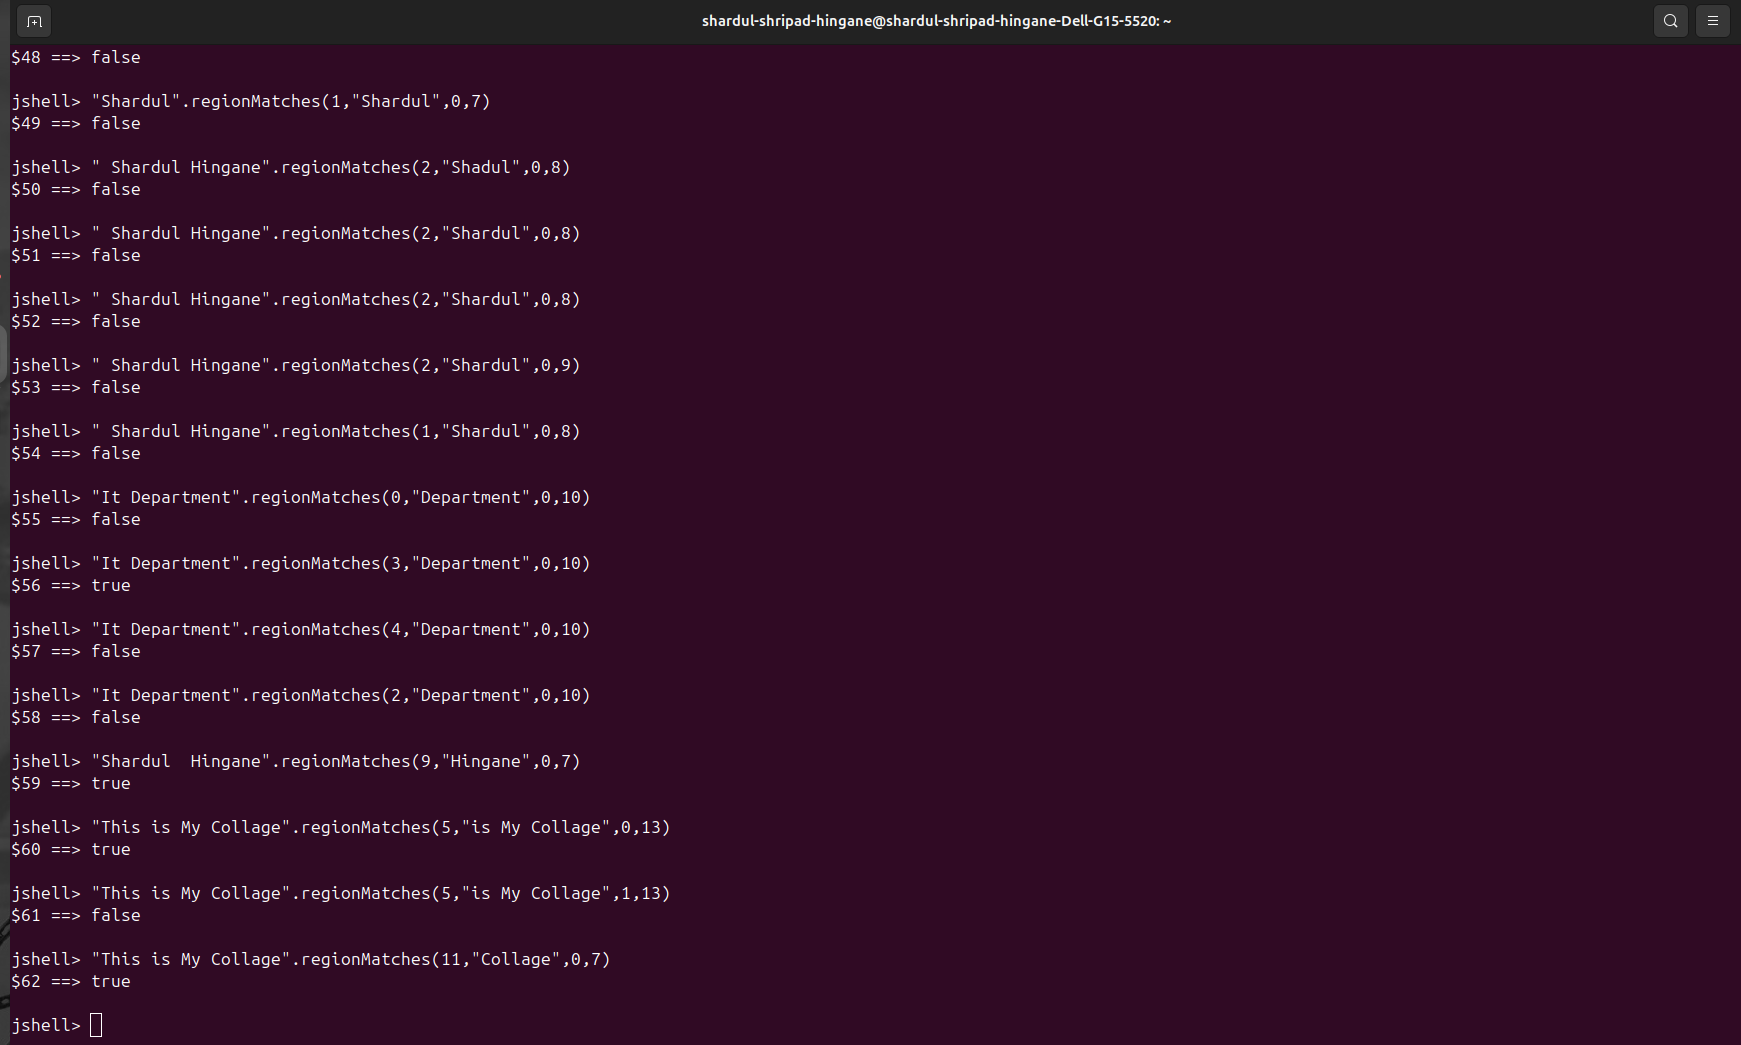 shardul-shripad-hingane@shardul-shripad-hingane-Dell-G15-5520: ~
$48 ==> false
jshell> "Shardul".regionMatches(1,"Shardul",0,7)
$49 ==> false
jshell> " Shardul Hingane".regionMatches(2,"Shadul",0,8)
$50 ==> false
jshell> " Shardul Hingane".regionMatches(2,"Shardul",0,8)
$51 ==> false
jshell> " Shardul Hingane".regionMatches(2,"Shardul",0,8)
$52 ==> false
jshell> " Shardul Hingane".regionMatches(2,"Shardul",0,9)
$53 ==> false
jshell> " Shardul Hingane".regionMatches(1,"Shardul",0,8)
$54 ==> false
jshell> "It Department".regionMatches(0,"Department",0,10)
$55 ==> false
jshell> "It Department".regionMatches(3,"Department",0,10)
$56 ==> true
jshell> "It Department".regionMatches(4,"Department",0,10)
$57 ==> false
jshell> "It Department".regionMatches(2,"Department",0,10)
$58 ==> false
jshell> "Shardul  Hingane".regionMatches(9,"Hingane",0,7)
$59 ==> true
jshell> "This is My Collage".regionMatches(5,"is My Collage",0,13)
$60 ==> true
jshell> "This is My Collage".regionMatches(5,"is My Collage",1,13)
$61 ==> false
jshell> "This is My Collage".regionMatches(11,"Collage",0,7)
$62 ==> true
jshell>